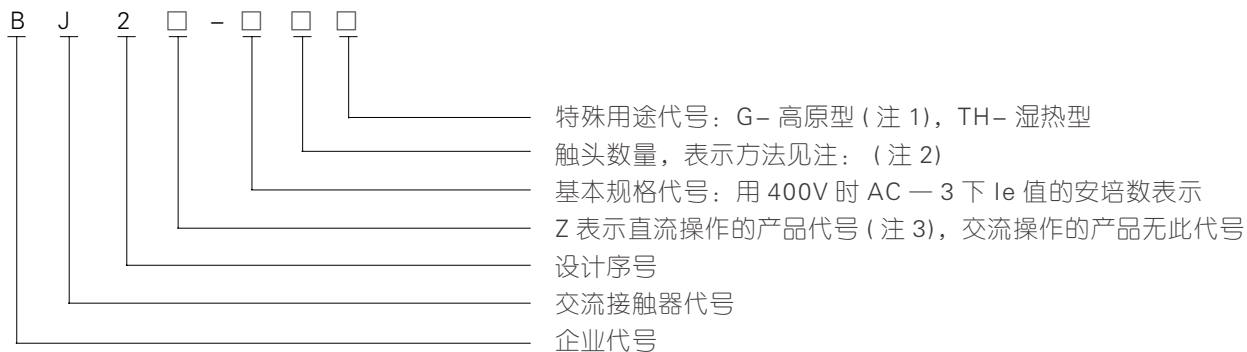 B J 2 □ – □ □ □
特殊用途代号：G– 高原型 ( 注 1)，TH– 湿热型
触头数量，表示方法见注： ( 注 2)
基本规格代号：用 400V 时 AC — 3 下 Ie 值的安培数表示
Z 表示直流操作的产品代号 ( 注 3)，交流操作的产品无此代号
设计序号
交流接触器代号
企业代号